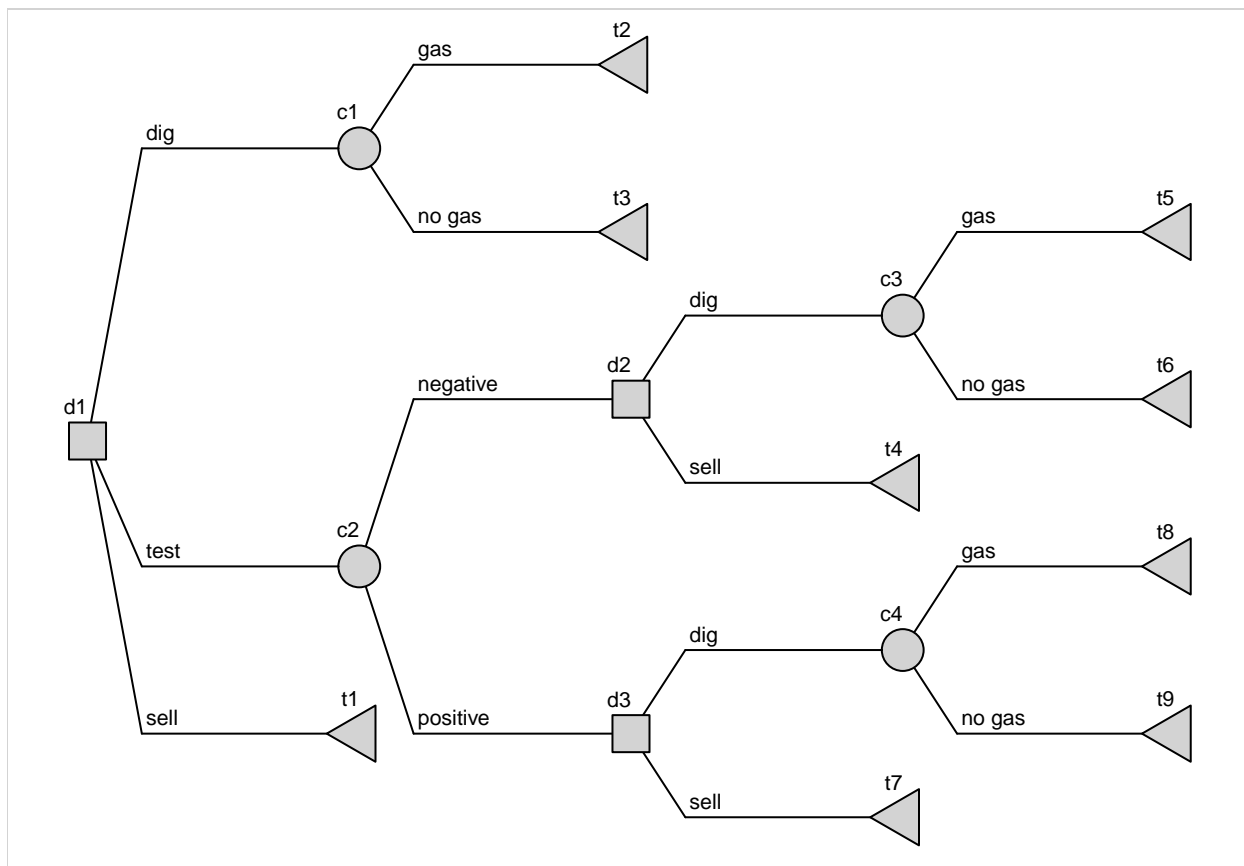 t2
gas
c1
dig
t3
no gas
t5
gas
c3
dig
d2
t6
negative
no gas
d1
t4
sell
c2
test
t8
gas
c4
dig
t1
d3
t9
sell
positive
no gas
t7
sell